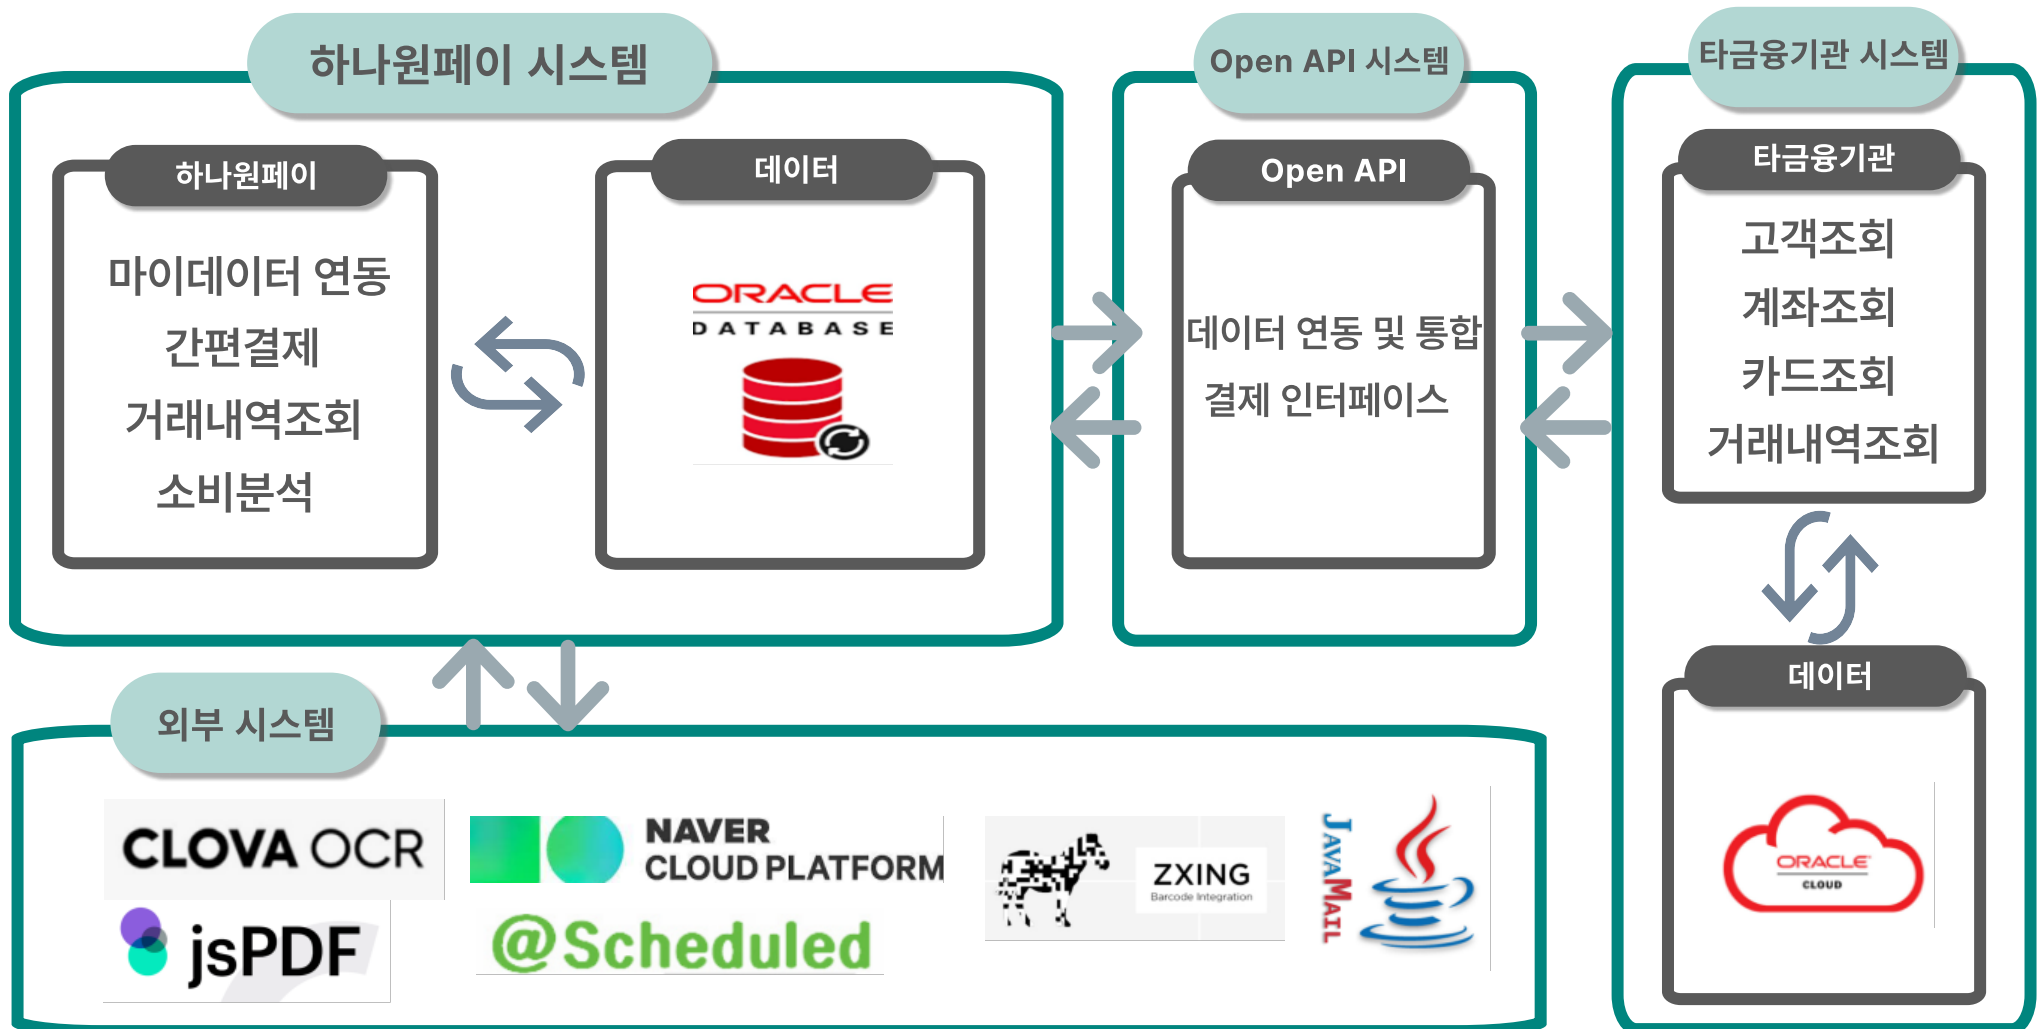 하나원페이 시스템
하나원페이
마이데이터 연동
간편결제
거래내역조회
소비분석
데이터
ORACLE
DATABASE
Open API 시스템
Open API
데이터 연동 및 통합
결제 인터페이스
타금융기관 시스템
타금융기관
고객조회
계좌조회
카드조회
거래내역조회
데이터
ORACLE
CLOUD
외부 시스템
CLOVA OCR
NAVER
CLOUD PLATFORM
ZXING
Barcode Integration
JAVAMAIL
jsPDF
@Scheduled